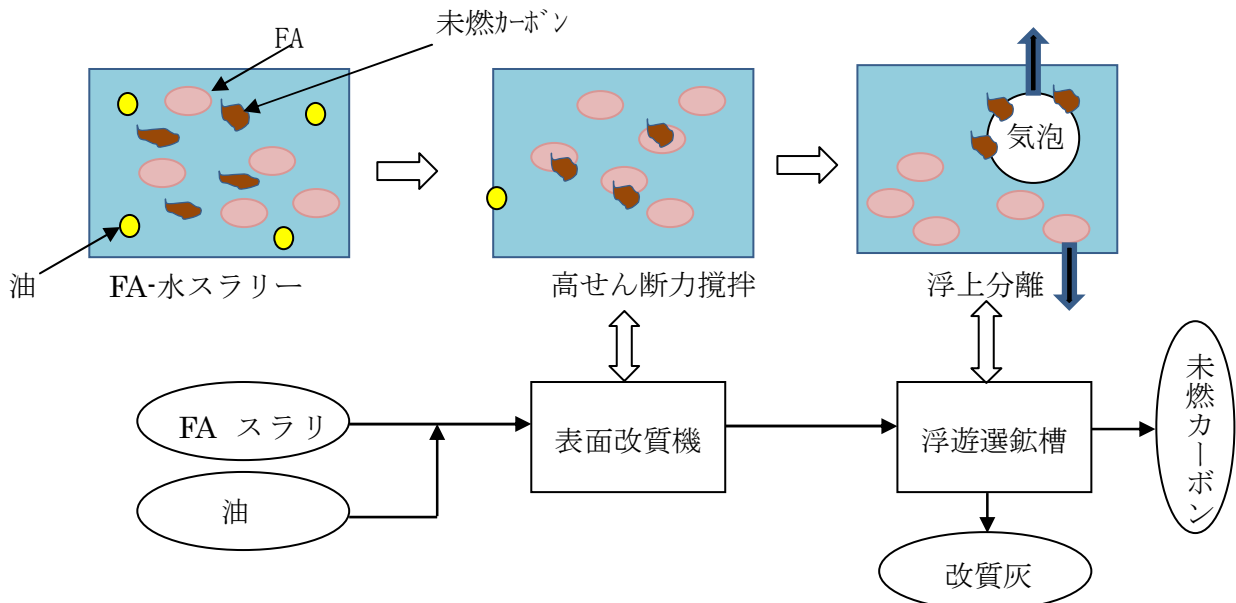 FA
未燃ｶｰﾎﾞﾝ
気泡
油
FA-水スラリー
高せん断力攪拌
浮上分離
FA スラリ
油
表面改質機
浮遊選鉱槽
未燃カーボン
改質灰